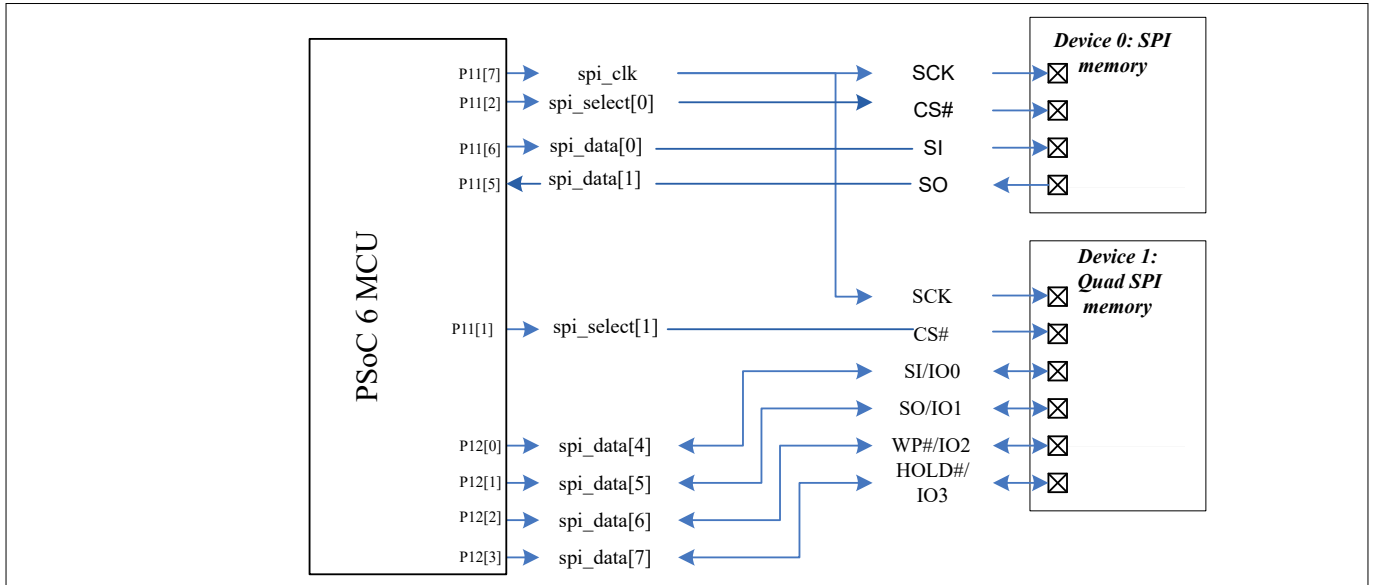 PSoC 6 MCU
P11[7]
spi_clk
SCK
Device 0: SPI
memory
P11[2]
spi_select[0]
CS#
P11[6]
spi_data[0]
SI
P11[5]
spi_data[1]
SO
Device 1:
Quad SPI
memory
SCK
P11[1]
spi_select[1]
CS#
SI/IO0
SO/IO1
P12[0]
spi_data[4]
WP#/IO2
P12[1]
spi_data[5]
HOLD#/
IO3
P12[2]
spi_data[6]
P12[3]
spi_data[7]